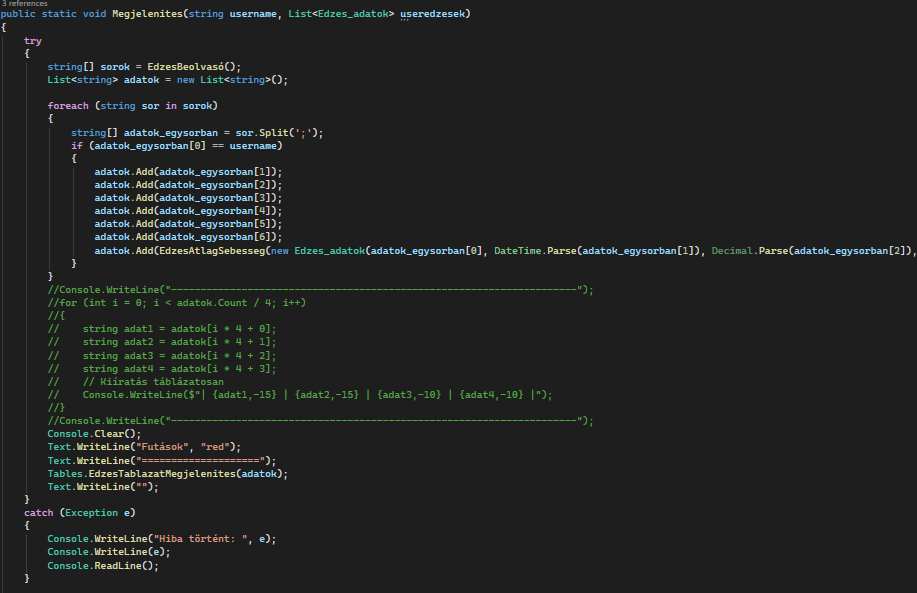 3 references
public static void Megjelenites(string username, List<Edzes_adatok> useredzesek)
{
try
{
string[] sorok = EdzesBeolvasó();
List<string> adatok = new List<string>();
foreach (string sor in sorok)
{
string[] adatok_egysorban = sor.Split(';');
if (adatok_egysorban[0] == username)
{
adatok.Add(adatok_egysorban[1]);
adatok.Add(adatok_egysorban[2]);
adatok.Add(adatok_egysorban[3]);
adatok.Add(adatok_egysorban[4]);
adatok.Add(adatok_egysorban[5]);
adatok.Add(adatok_egysorban[6]);
adatok.Add(EdzesAtlagSebesseg(new Edzes_adatok(adatok_egysorban[0], DateTime.Parse(adatok_egysorban[1]), Decimal.Parse(adatok_egysorban[2]),
}
}
//Console.WriteLine("---------------------------------------------------------------------");
//for (int i = 0; i < adatok.Count / 4; i++)
//{
// string adat1 = adatok[i * 4 + 0];
// string adat2 = adatok[i * 4 + 1];
// string adat3 = adatok[i * 4 + 2];
// string adat4 = adatok[i * 4 + 3];
// // Kiíratás táblázatosan
// Console.WriteLine($"| {adat1,-15} | {adat2,-15} | {adat3,-10} | {adat4,-10} |");
//}
//Console.WriteLine("---------------------------------------------------------------------");
Console.Clear();
Text.WriteLine("Futások", "red");
Text.WriteLine("====================");
Tables.EdzesTablazatMegjelenites(adatok);
Text.WriteLine("");
}
catch (Exception e)
{
Console.WriteLine("Hiba történt: ", e);
Console.WriteLine(e);
Console.ReadLine();
}